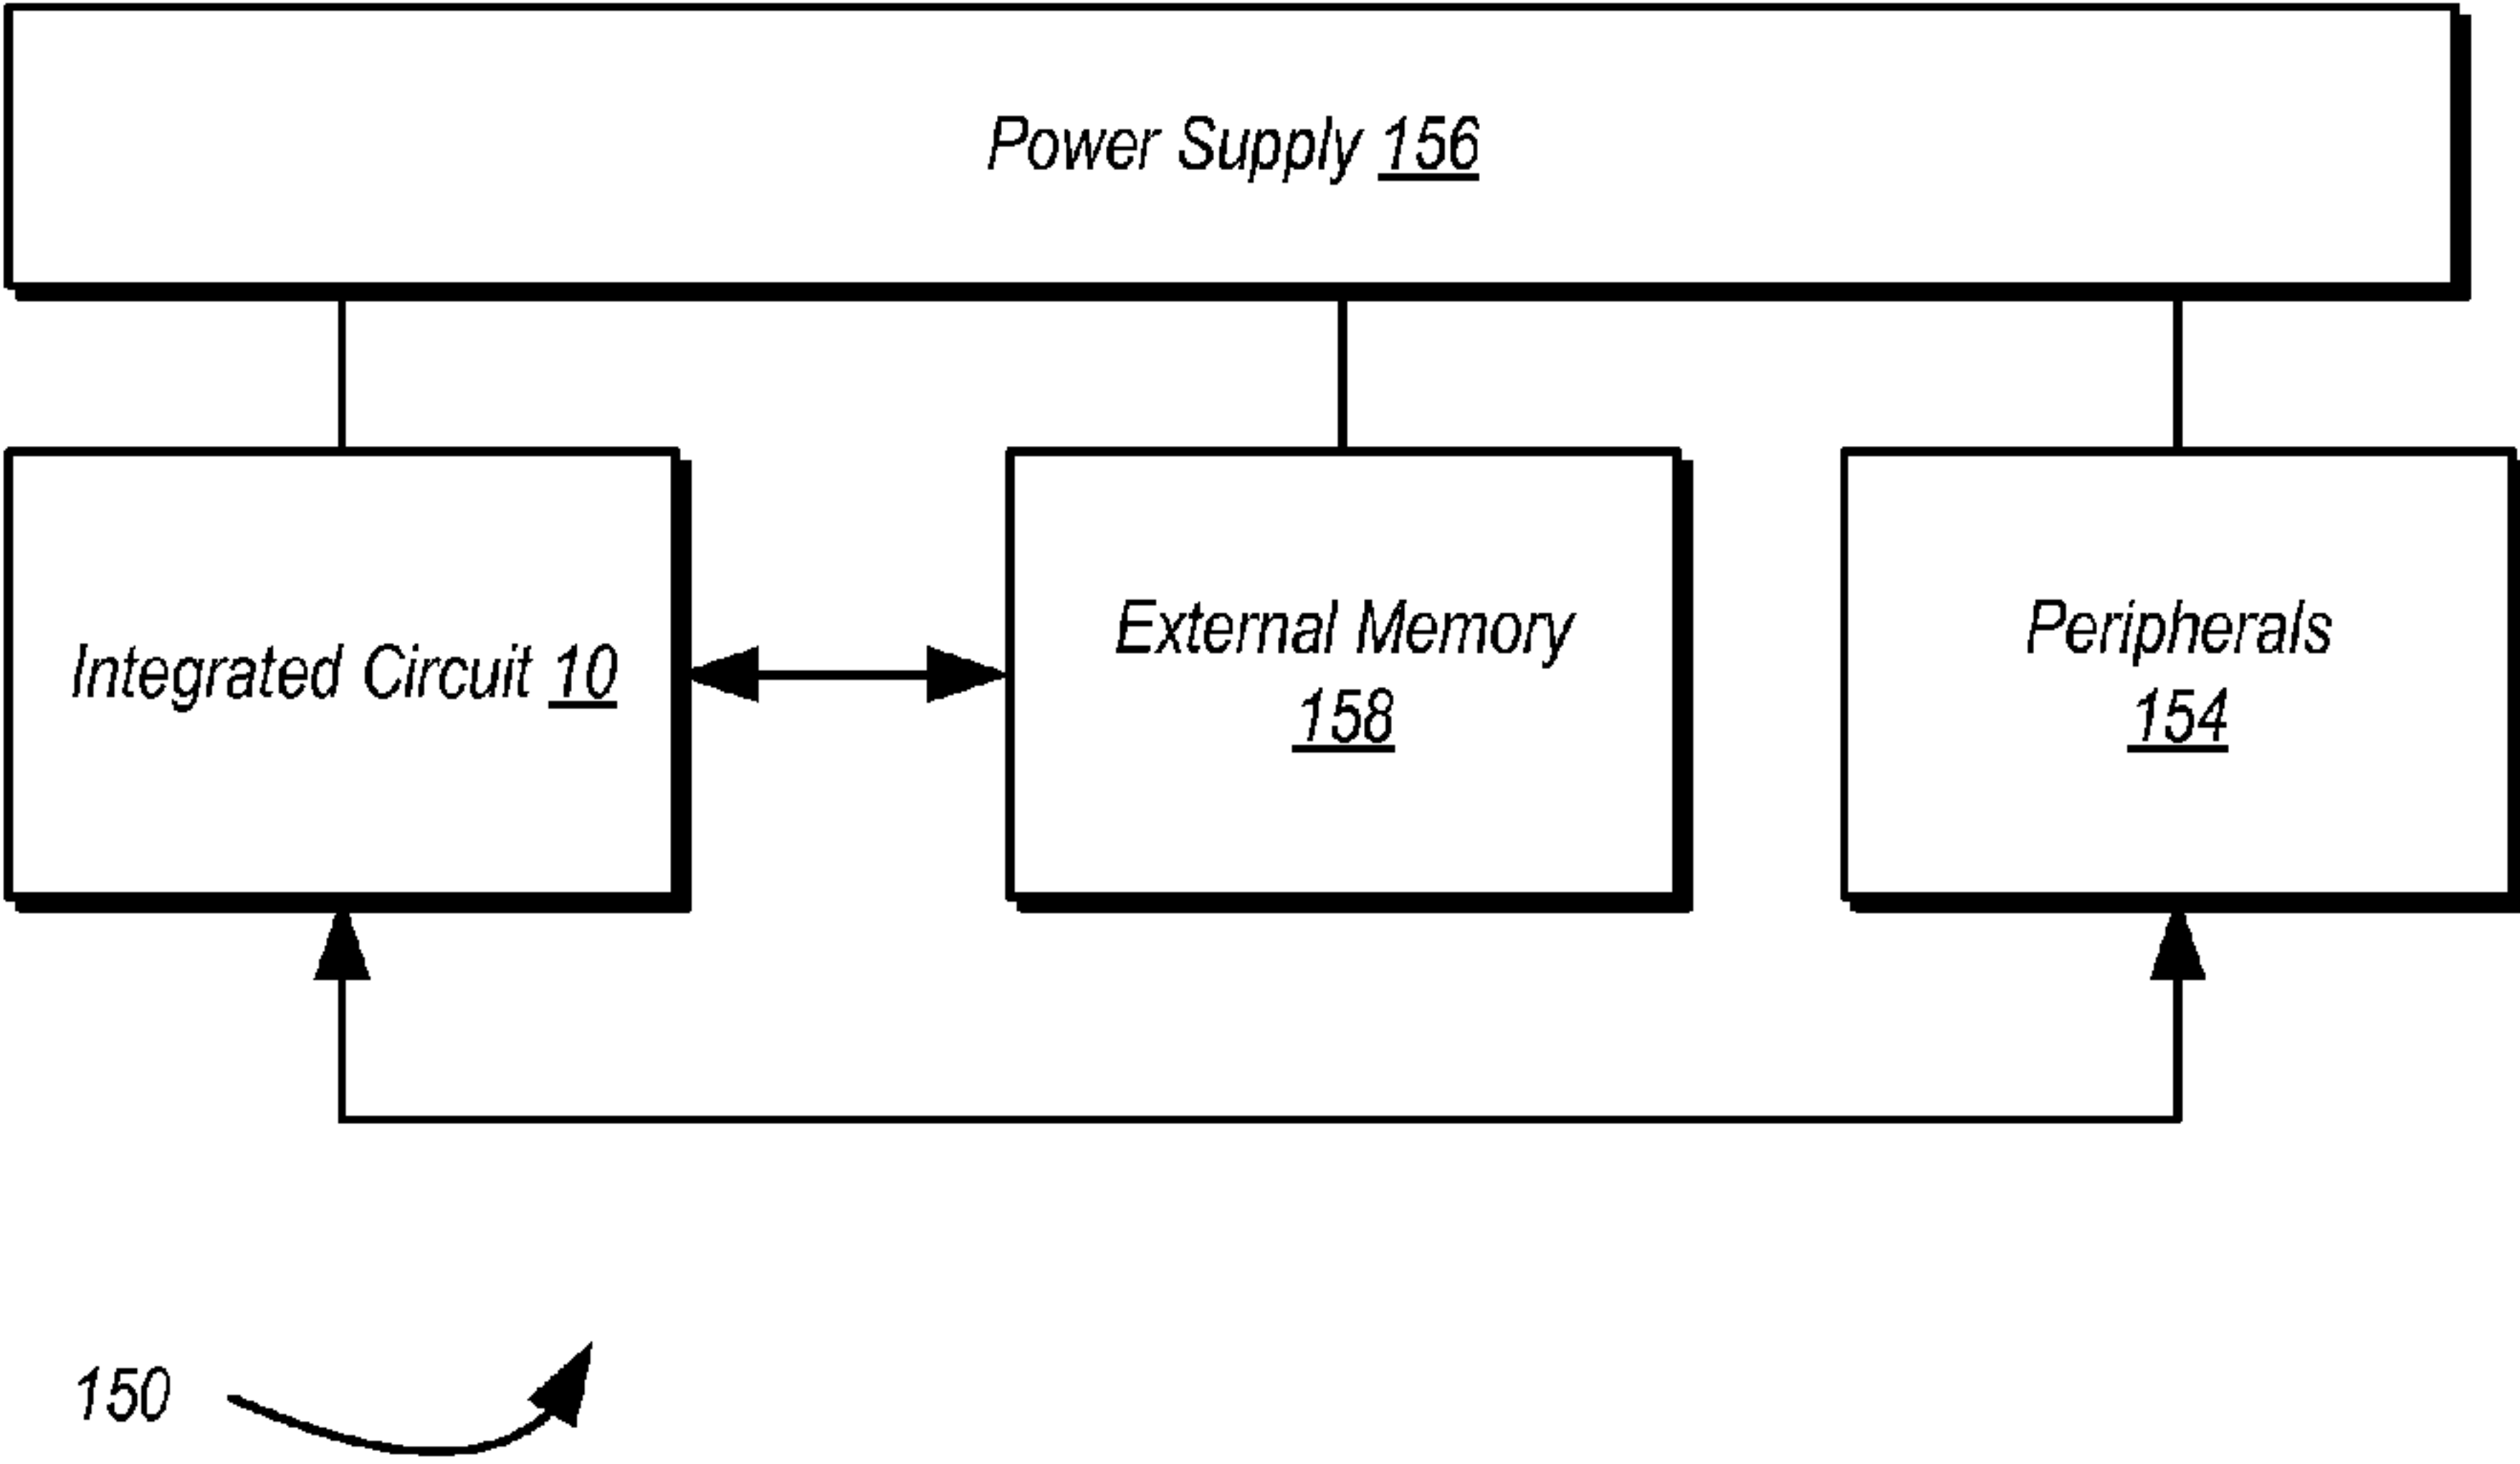 Power Supply 156
Integrated Circuit 10
External Memory
158
Peripherals
154
150